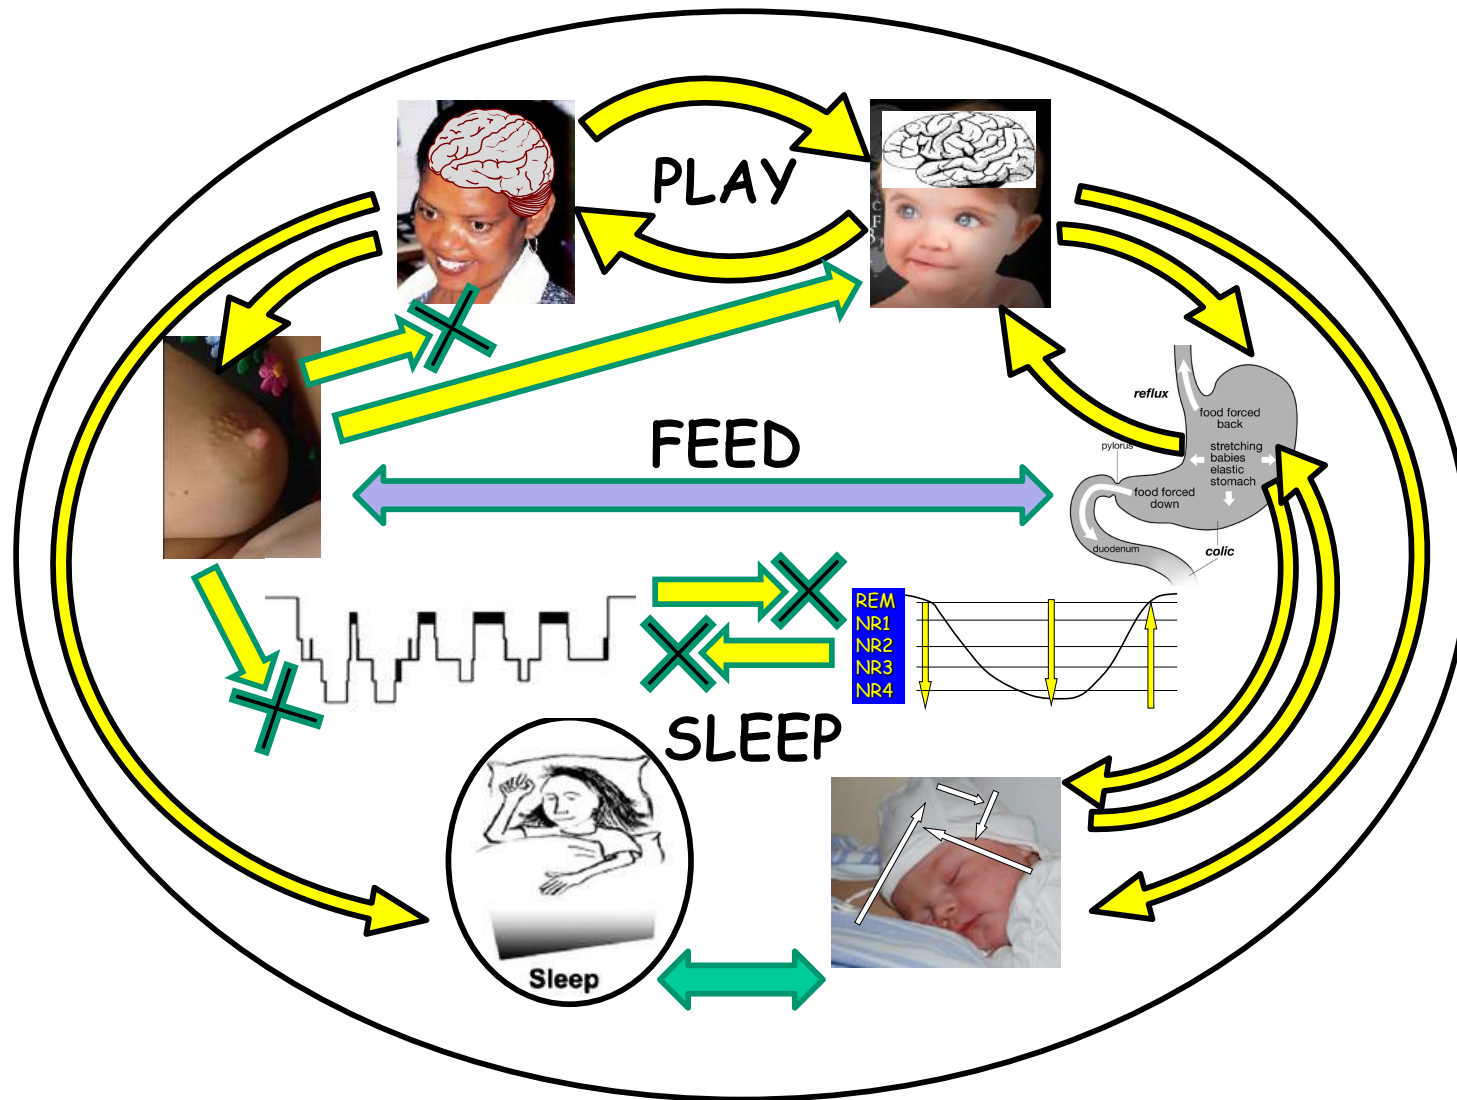 PLAY
reflux
food forced
back
pylorus
stretching
babies
elastic
stomach
FEED
food forced
down
duodenum
colic
REM
NR1
NR2
NR3
NR4
SLEEP
Sleep